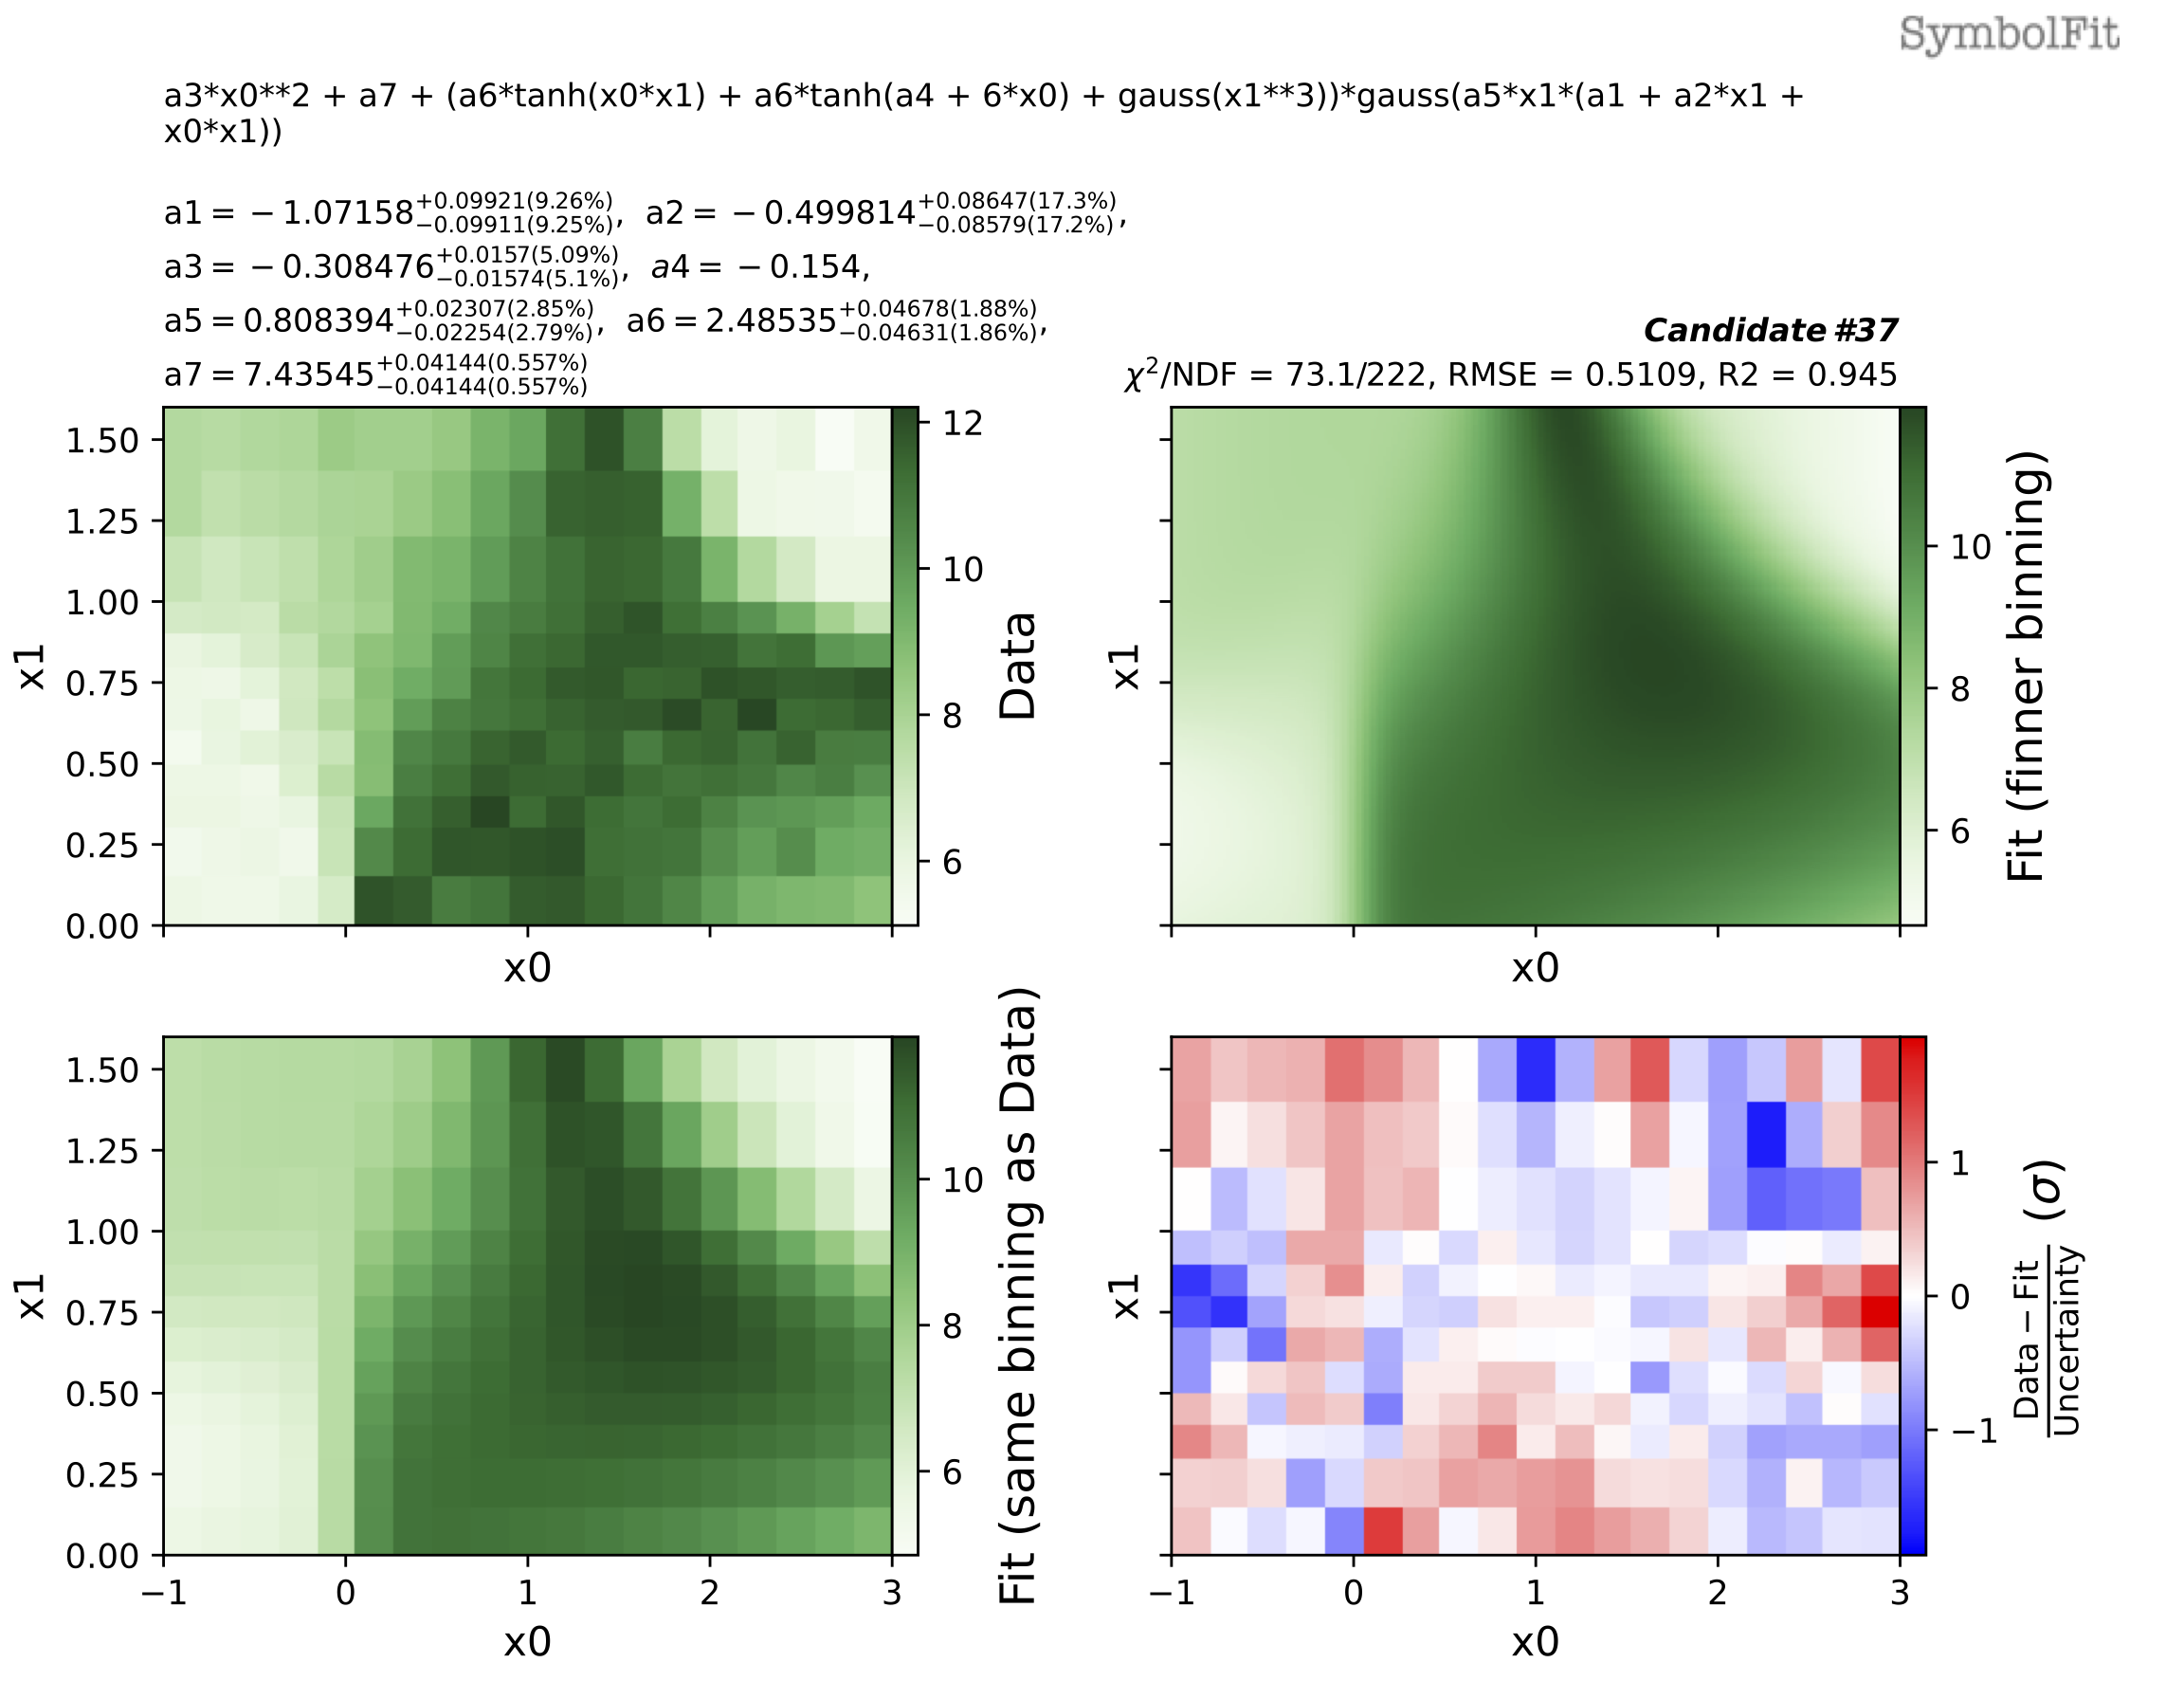 SymbolFit
a3*x0**2 + a7 + (a6*tanh(x0*x1) + a6*tanh(a4 + 6*x0) + gauss(x1**3))*gauss(a5*x1*(a1 + a2*x1 +
x0*x1))
a1 = −1.07158 +0.09921(9.26%) −0.09911(9.25%), a2 = −0.499814 +0.08647(17.3%) −0.08579(17.2%),
a3 = −0.308476 +0.0157(5.09%) −0.01574(5.1%), a4 = −0.154,
a5 = 0.808394 +0.02307(2.85%) −0.02254(2.79%), a6 = 2.48535 +0.04678(1.88%) −0.04631(1.86%),
a7 = 7.43545 +0.04144(0.557%) −0.04144(0.557%)
Candidate #37
χ²/NDF = 73.1/222, RMSE = 0.5109, R2 = 0.945
1.50
1.25
1.00
0.75
0.50
0.25
0.00
x1
x0
12
10
8
6
Data
x1
x0
10
8
6
Fit (finner binning)
1.50
1.25
1.00
0.75
0.50
0.25
0.00
x1
−1 0 1 2 3
x0
10
8
6
Fit (same binning as Data)
x1
−1 0 1 2 3
x0
1
0
−1
Data − Fit
Uncertainty (σ)